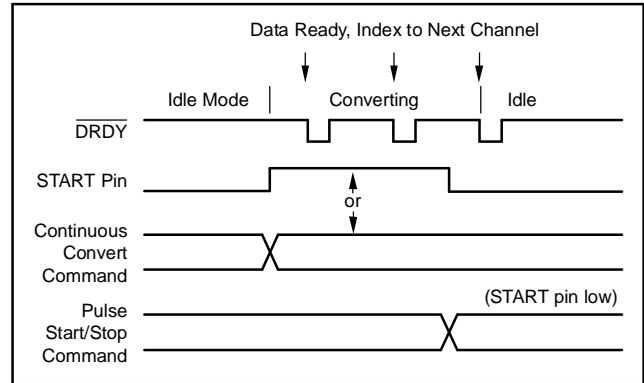 Data Ready, Index to Next Channel
Idle Mode
Converting
Idle
DRDY
START Pin
or
Continuous
Convert
Command
(START pin low)
Pulse
Start/Stop
Command